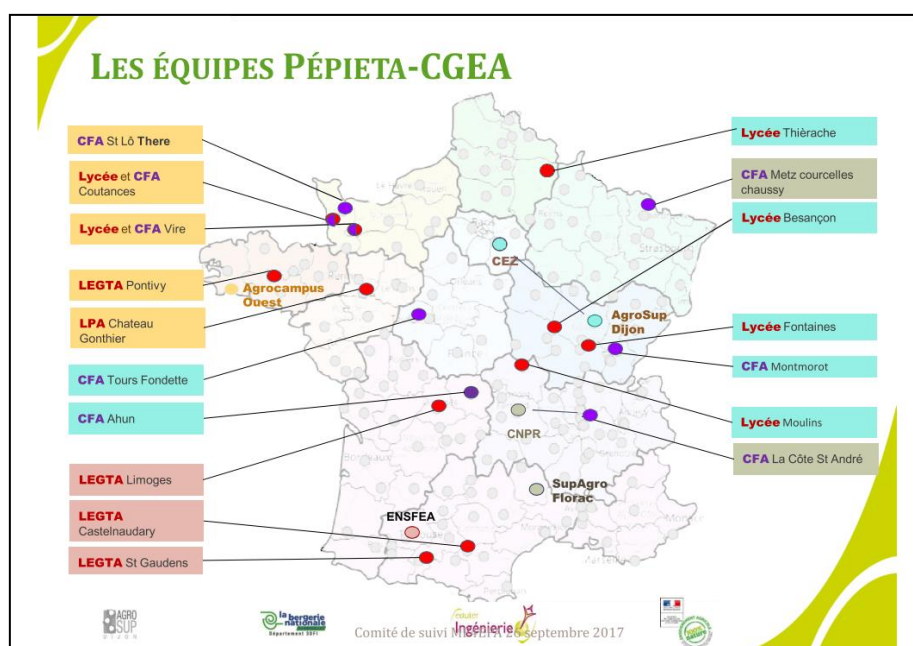 LES ÉQUIPES PÉPIETA-CGEA
CFA St Lô There
Lycée et CFA
Coutances
Lycée et CFA Vire
LEGTA Pontivy
LPA Chateau
Gonthier
CFA Tours Fondette
CFA Ahun
LEGTA Limoges
LEGTA
Castelnaudary
LEGTA St Gaudens
Agrocampus
Ouest
CEZ
AgroSup
Dijon
CNPR
SupAgro
Florac
ENSFEA
Lycée Thièrache
CFA Metz courcelles
chaussy
Lycée Besançon
Lycée Fontaines
CFA Montmorot
Lycée Moulins
CFA La Côte St André
AGRO
SUP
DIJON
la bergerie
nationale
Département SDFI
eduter
Ingénierie
Comité de suivi 26 septembre 2017